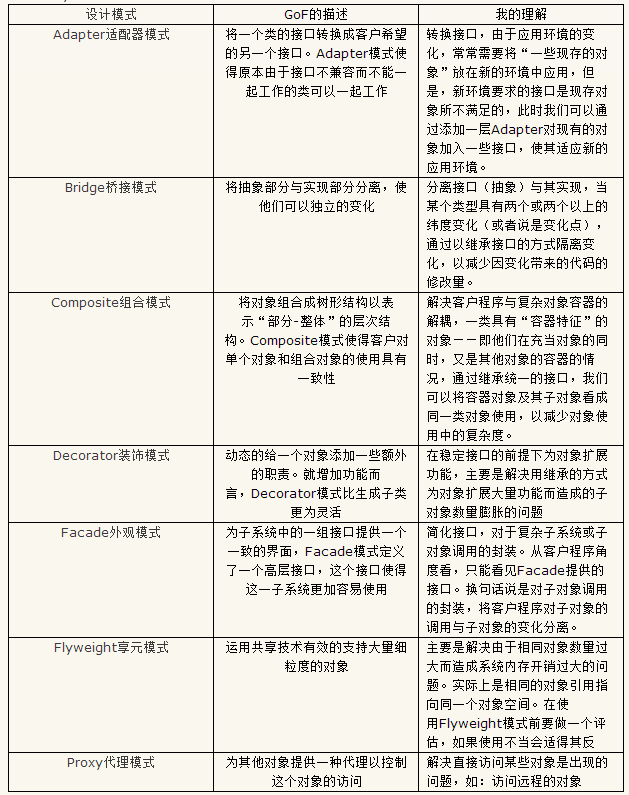 设计模式
GoF的描述
我的理解
Adapter适配器模式
将一个类的接口转换成客户希望
的另一个接口。Adapter模式使
得原本由于接口不兼容而不能一
起工作的类可以一起工作
转换接口，由于应用环境的变
化，常常需要将“一些现存的对
象”放在新的环境中应用，但
是，新环境要求的接口是现存对
象所不满足的，此时我们可以通
过添加一层Adapter对现有的对
象加入一些接口，使其适应新的
应用环境。
Bridge桥接模式
将抽象部分与实现部分分离，使
他们可以独立的变化
分离接口（抽象）与其实现，当
某个类型具有两个或两个以上的
纬度变化（或者说是变化点），
通过以继承接口的方式隔离变
化，以减少因变化带来的代码的
修改量。
Composite组合模式
将对象组合成树形结构以表
示“部分-整体”的层次结
构。Composite模式使得客户对
单个对象和组合对象的使用具有
一致性
解决客户程序与复杂对象容器的
解耦，一类具有“容器特征”的
对象——即他们在充当对象的同
时，又是其他对象的容器的情
况，通过继承统一的接口，我们
可以将容器对象及其子对象看成
同一类对象使用，以减少对象使
用中的复杂度。
Decorator装饰模式
动态的给一个对象添加一些额外
的职责。就增加功能而
言，Decorator模式比生成子类
更为灵活
在稳定接口的前提下为对象扩展
功能，主要是解决用继承的方式
为对象扩展大量功能而造成的子
对象数量膨胀的问题
Facade外观模式
为子系统中的一组接口提供一个
一致的界面，Facade模式定义
了一个高层接口，这个接口使得
这一子系统更加容易使用
简化接口，对于复杂子系统或子
对象调用的封装。从客户程序角
度看，只能看见Facade提供的
接口。换句话说是对子对象调用
的封装，将客户程序对子对象的
调用与子对象的变化分离。
Flyweight享元模式
运用共享技术有效的支持大量细
粒度的对象
主要是解决由于相同对象数量过
大而造成系统内存开销过大的问
题。实际上是相同的对象引用指
向同一个对象空间。在使
用Flyweight模式前要做一个评
估，如果使用不当会适得其反
Proxy代理模式
为其他对象提供一种代理以控制
这个对象的访问
解决直接访问某些对象是出现的
问题，如：访问远程的对象